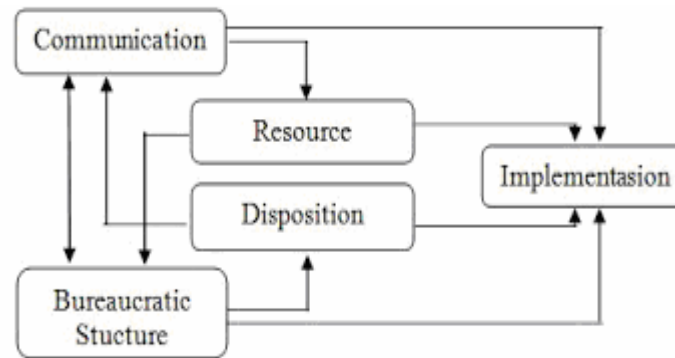 Communication
Resource
Implementasion
Disposition
Bureaucratic
Stucture